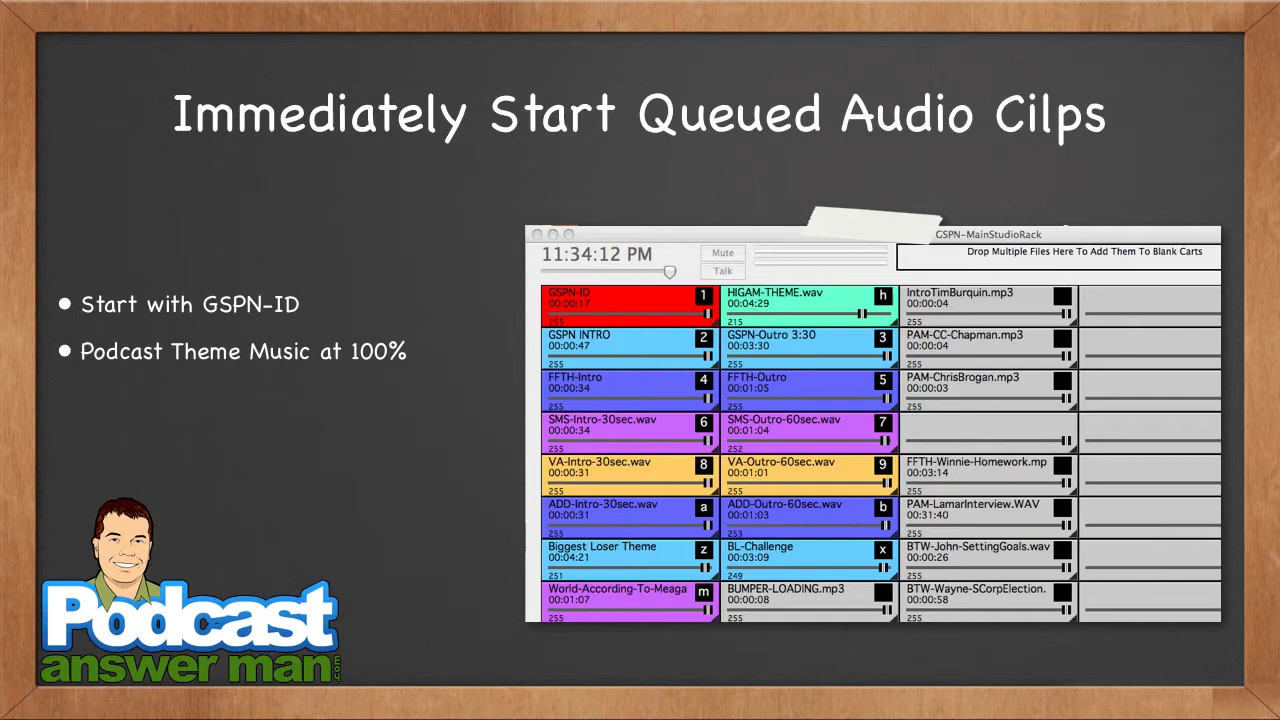 Immediately Start Queued Audio Cilps
Start with GSPN-ID
Podcast Theme Music at 100%
GSPN-MainStudioRack
11:34:12 PM
Mute
Talk
Drop Multiple Files Here To Add Them To Blank Carts
GSPN-ID
1
00:00:17
255
HIGAM-THEME.wav
h
00:04:29
215
IntroTimBurquin.mp3
00:00:04
255
GSPN INTRO
2
00:00:47
255
GSPN-Outro 3:30
3
00:03:30
255
PAM-CC-Chapman.mp3
00:00:04
255
FFTH-Intro
4
00:00:34
255
FFTH-Outro
5
00:01:05
255
PAM-ChrisBrogan.mp3
00:00:03
255
SMS-Intro-30sec.wav
6
00:00:34
255
SMS-Outro-60sec.wav
7
00:01:04
252
VA-Intro-30sec.wav
8
00:00:31
255
VA-Outro-60sec.wav
9
00:01:01
255
FFTH-Winnie-Homework.mp
00:03:14
255
ADD-Intro-30sec.wav
a
00:00:31
255
ADD-Outro-60sec.wav
b
00:01:03
253
PAM-LamarInterview.WAV
00:31:40
255
Biggest Loser Theme
z
00:04:21
251
BL-Challenge
x
00:03:09
249
BTW-John-SettingGoals.wav
00:00:26
255
World-According-To-Meaga
m
00:01:07
255
BUMPER-LOADING.mp3
00:00:08
255
BTW-Wayne-SCorpElection.
00:00:58
255
Podcast
answer man.com